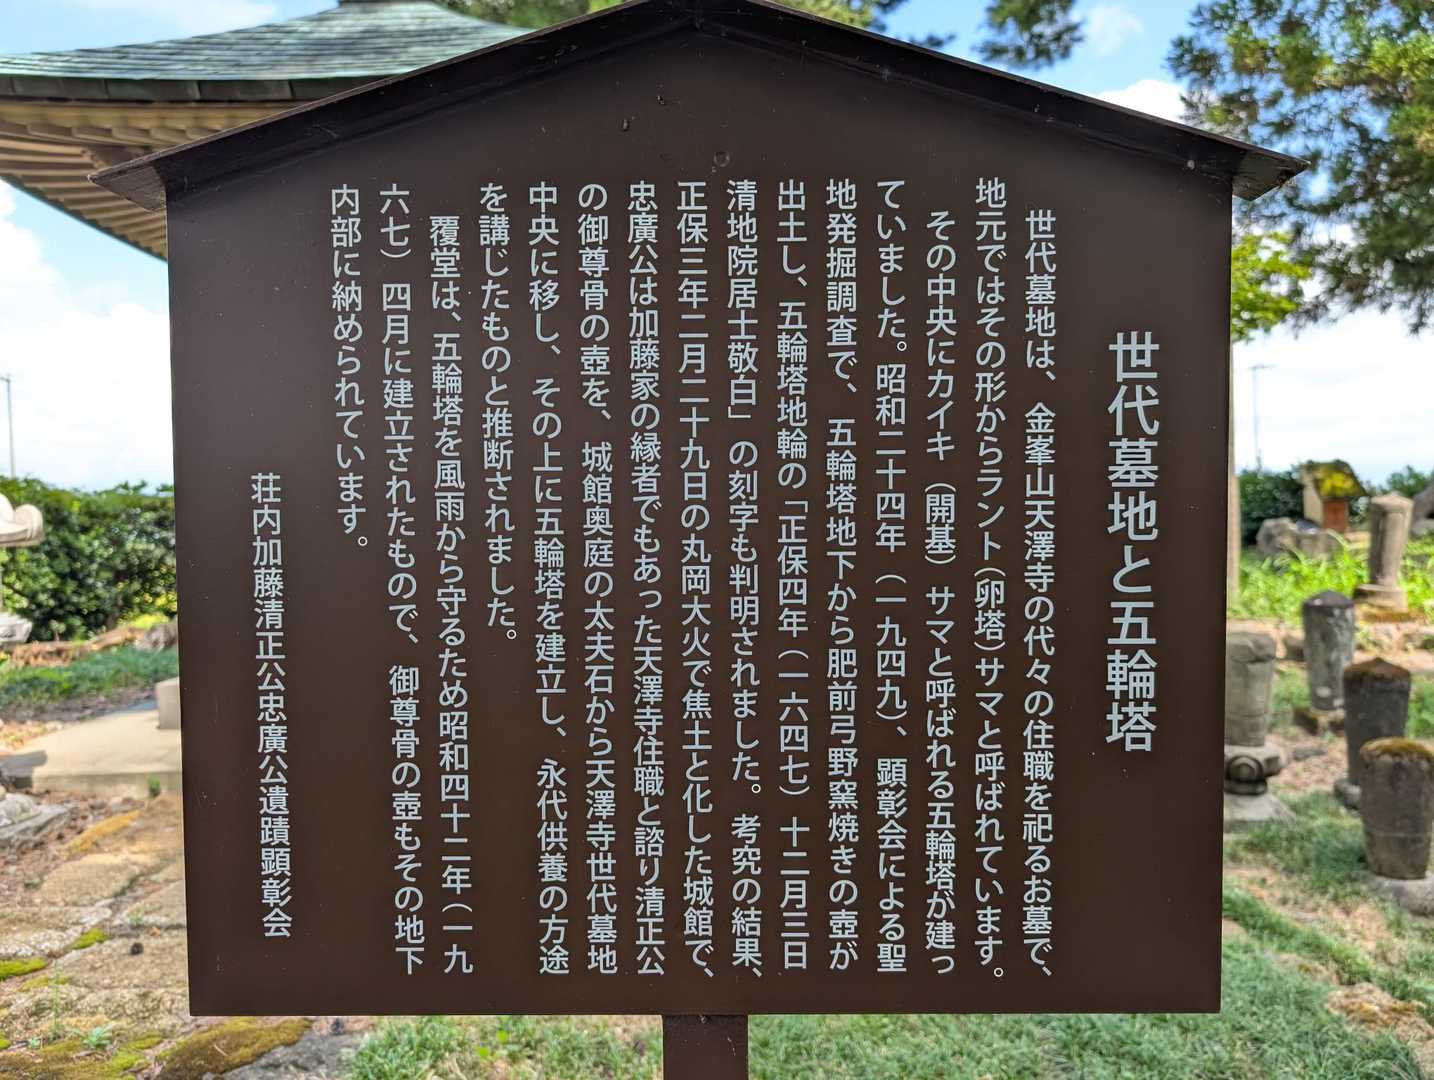 世代墓地と五輪塔
世代墓地は、金峯山天澤寺の代々の住職を祀るお墓で、
地元ではその形からラント（卵塔）サマと呼ばれています。
その中央にカイキ（開基）サマと呼ばれる五輪塔が建っ
ていました。昭和二十四年（一九四九）、顕彰会による聖
地発掘調査で、五輪塔地下から肥前弓野窯焼きの壺が
出土し、五輪塔地輪の「正保四年（一六四七）十二月三日
清地院居士敬白」の刻字も判明されました。考究の結果、
正保三年二月二十九日の丸岡大火で焦土と化した城館で、
忠廣公は加藤家の縁者でもあった天澤寺住職と諮り清正公
の御尊骨の壺を、城館奥庭の太夫石から天澤寺世代墓地
中央に移し、その上に五輪塔を建立し、永代供養の方途
を講じたものと推断されました。
覆堂は、五輪塔を風雨から守るため昭和四十二年（一九
六七）四月に建立されたもので、御尊骨の壺もその地下
内部に納められています。
荘内加藤清正公忠廣公遺蹟顕彰会